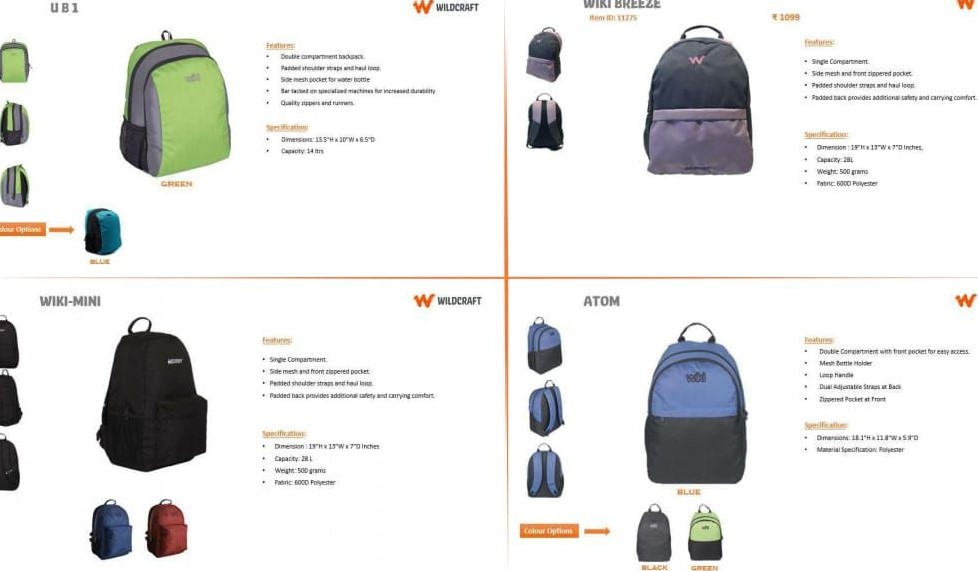 U B 1
WILDCRAFT
Features:
Double compartment backpack.
Padded shoulder straps and haul loop.
Side mesh pocket for water bottle
Bar tacked on specialized machines for increased durability
Quality zippers and runners.
Specification:
Dimensions: 15.5"H x 10"W x 6.5"D
Capacity: 14 ltrs
wiki
GREEN
Colour Options
BLUE
WIKI BREEZE
Item ID: 11275
₹ 1099
Features:
Single Compartment.
Side mesh and front zippered pocket.
Padded shoulder straps and haul loop.
Padded back provides additional safety and carrying comfort.
Specification:
Dimension : 19"H x 13"W x 7"D Inches,
Capacity: 28L
Weight: 500 grams
Fabric: 600D Polyester
WIKI-MINI
WILDCRAFT
Features:
Single Compartment.
Side mesh and front zippered pocket.
Padded shoulder straps and haul loop.
Padded back provides additional safety and carrying comfort.
Specification:
Dimension : 19"H x 13"W x 7"D Inches
Capacity: 28 L
Weight: 500 grams
Fabric: 600D Polyester
ATOM
Features:
Double Compartment with front pocket for easy access.
Mesh Bottle Holder
Loop Handle
Dual Adjustable Straps at Back
Zippered Pocket at Front
Specification:
Dimensions: 18.1"H x 11.8"W x 5.9"D
Material Specification: Polyester
wiki
BLUE
Colour Options
BLACK
GREEN